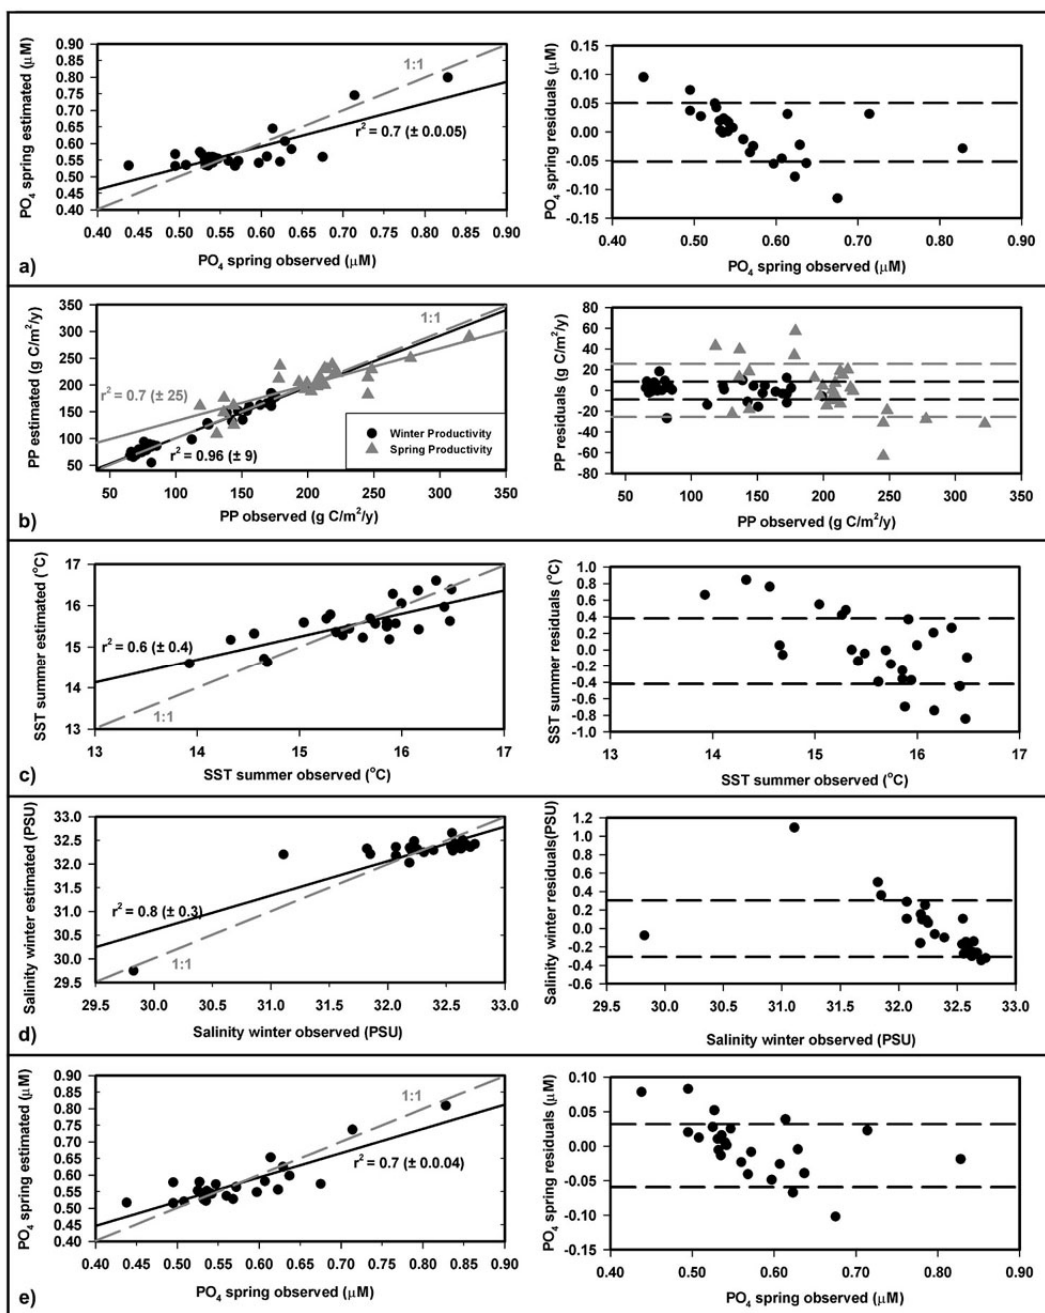 PO4 spring estimated (μM)
0.90
0.80
0.75
0.70
0.65
0.60
0.55
0.50
0.45
0.40
1:1
r2 = 0.7 (± 0.0.05)
0.40 0.45 0.50 0.55 0.60 0.65 0.70 0.75 0.80 0.85 0.90
PO4 spring observed (μM)
a)
PO4 spring residuals (μM)
0.15
0.10
0.05
0.00
-0.05
-0.10
-0.15
0.40 0.50 0.60 0.70 0.80 0.90
PO4 spring observed (μM)
PP estimated (g C/m2/y)
350
300
250
200
150
100
50
1:1
r2 = 0.7 (± 25)
r2 = 0.96 (± 9)
Winter Productivity
Spring Productivity
50 100 150 200 250 300 350
PP observed (g C/m2/y)
b)
PP residuals (g C/m2/y)
80
60
40
20
0
-20
-40
-60
-80
50 100 150 200 250 300 350
PP observed (g C/m2/y)
SST summer estimated (oC)
17
16
15
14
13
r2 = 0.6 (± 0.4)
1:1
13 14 15 16 17
SST summer observed (oC)
c)
SST summer residuals (oC)
1.0
0.8
0.6
0.4
0.2
0.0
-0.2
-0.4
-0.6
-0.8
-1.0
13 14 15 16 17
SST summer observed (oC)
Salinity winter estimated (PSU)
33.0
32.5
32.0
31.5
31.0
30.5
30.0
29.5
r2 = 0.8 (± 0.3)
1:1
29.5 30.0 30.5 31.0 31.5 32.0 32.5 33.0
Salinity winter observed (PSU)
d)
Salinity winter residuals(PSU)
1.2
1.0
0.8
0.6
0.4
0.2
0.0
-0.2
-0.4
-0.6
29.5 30.0 30.5 31.0 31.5 32.0 32.5 33.0
Salinity winter observed (PSU)
PO4 spring estimated (μM)
0.90
0.80
0.75
0.70
0.65
0.60
0.55
0.50
0.45
0.40
1:1
r2 = 0.7 (± 0.0.04)
0.40 0.45 0.50 0.55 0.60 0.65 0.70 0.75 0.80 0.85 0.90
PO4 spring observed (μM)
e)
PO4 spring residuals (μM)
0.10
0.05
0.00
-0.05
-0.10
-0.15
0.40 0.50 0.60 0.70 0.80 0.90
PO4 spring observed (μM)